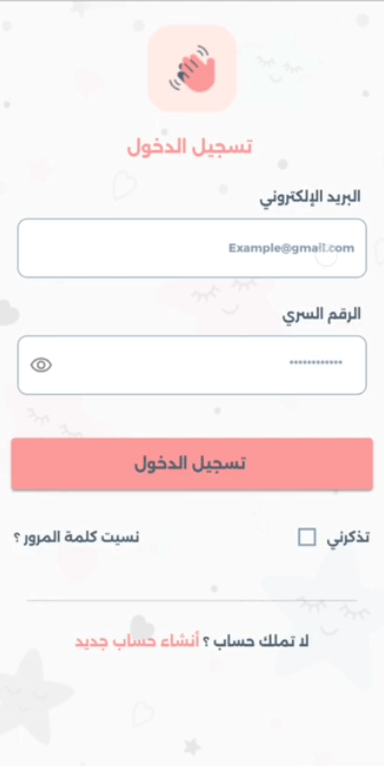 تسجيل الدخول
البريد الإلكتروني
Example@gmail.com
الرقم السري
************
تسجيل الدخول
تذكرني
نسيت كلمة المرور ؟
لا تملك حساب ؟ أنشاء حساب جديد